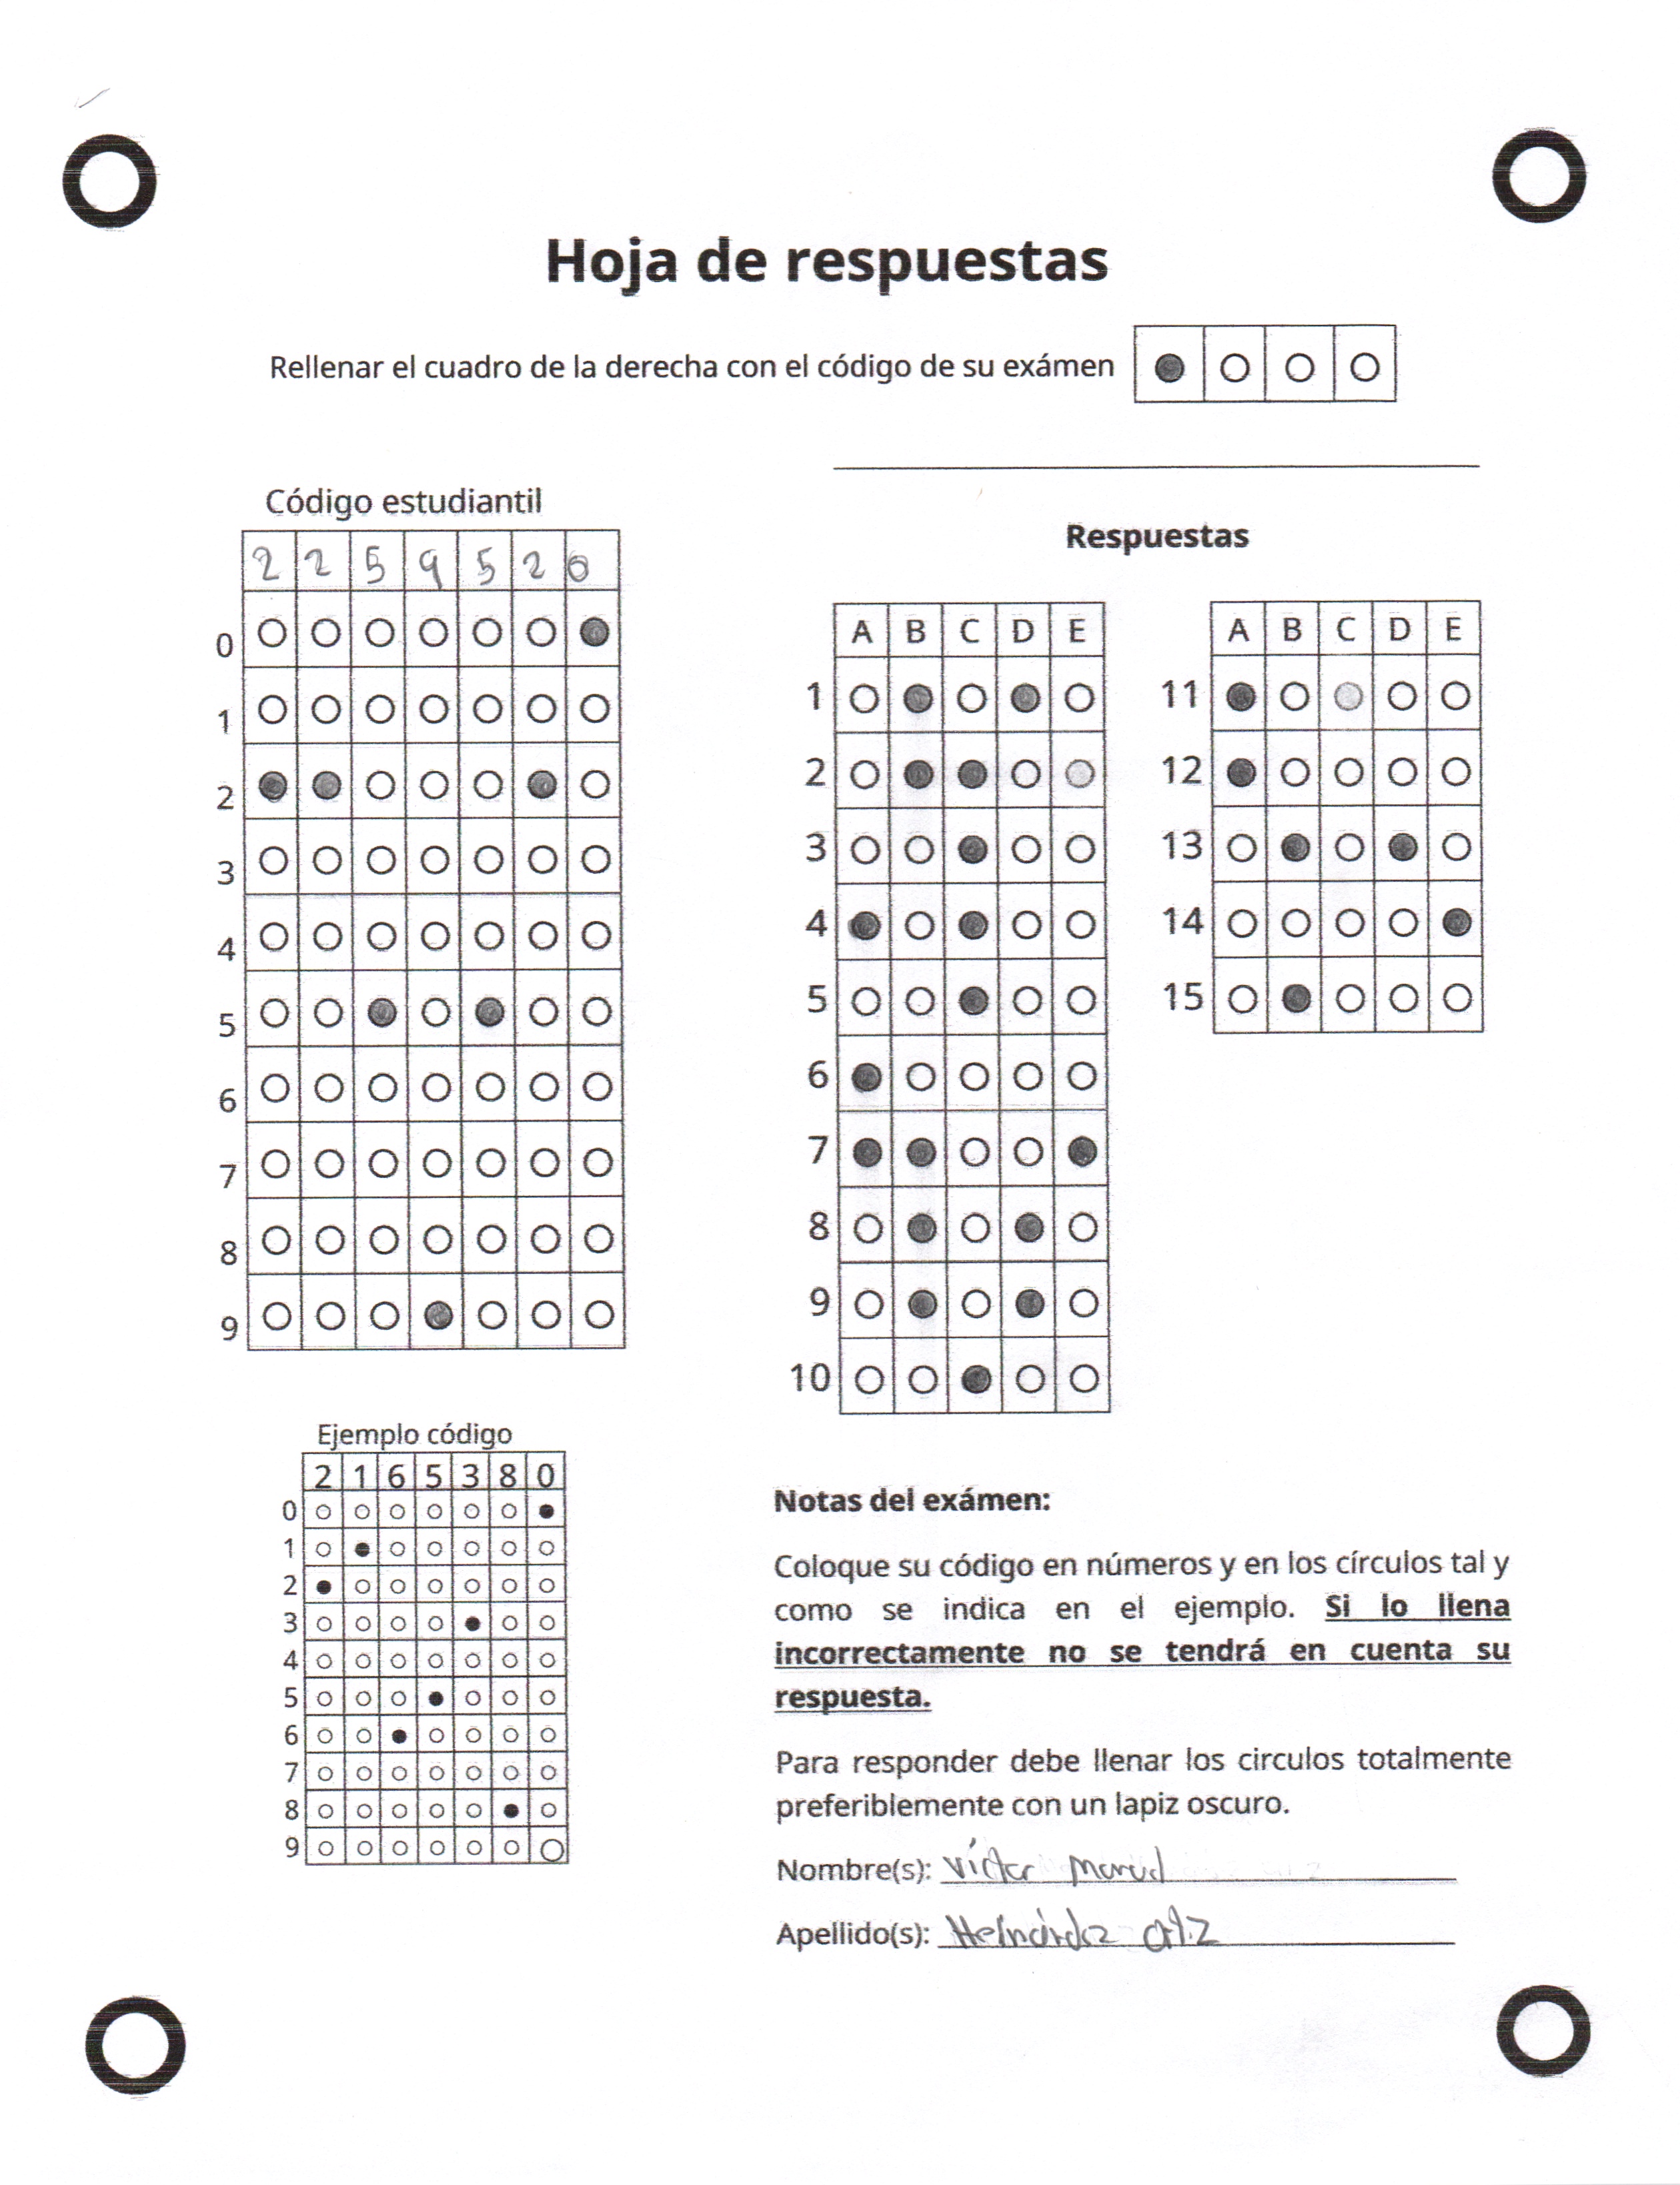 Hoja de respuestas
Rellenar el cuadro de la derecha con el código de su exámen
Código estudiantil
2 2 5 9 5 2 0
0
1
2
3
4
5
6
7
8
9
Respuestas
A B C D E
1
2
3
4
5
6
7
8
9
10
A B C D E
11
12
13
14
15
Ejemplo código
2 1 6 5 3 8 0
0
1
2
3
4
5
6
7
8
9
Notas del exámen:
Coloque su código en números y en los círculos tal y
como se indica en el ejemplo. Si lo llena
incorrectamente no se tendrá en cuenta su
respuesta.
Para responder debe llenar los circulos totalmente
preferiblemente con un lapiz oscuro.
Nombre(s): Víctor
Apellido(s): Hernández